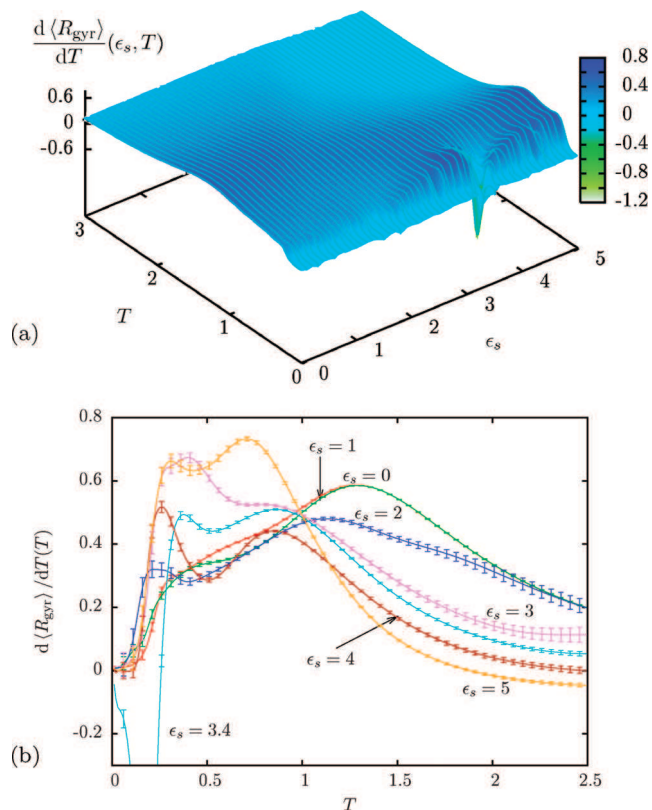 d ⟨R_gyr⟩
dT
(ϵ_s, T)
0.6
0
-0.6
0.8
0.4
0
-0.4
-0.8
-1.2
3
2
1
0
T
0
1
2
3
4
5
ϵ_s
(a)
0.8
0.6
0.4
0.2
0
-0.2
d ⟨R_gyr⟩ /dT(T)
ϵ_s = 1
ϵ_s = 0
ϵ_s = 2
ϵ_s = 3
ϵ_s = 4
ϵ_s = 5
ϵ_s = 3.4
0
0.5
1
1.5
2
2.5
T
(b)